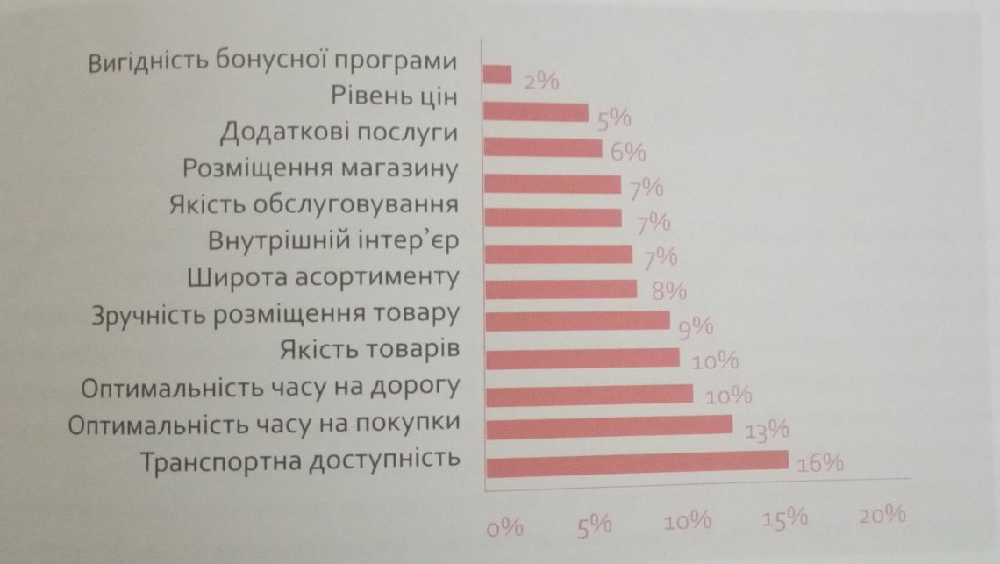 Вигідність бонусної програми 2%
Рівень цін 5%
Додаткові послуги 6%
Розміщення магазину 7%
Якість обслуговування 7%
Внутрішній інтер’єр 7%
Широта асортименту 8%
Зручність розміщення товару 9%
Якість товарів 10%
Оптимальність часу на дорогу 10%
Оптимальність часу на покупки 13%
Транспортна доступність 16%
0% 5% 10% 15% 20%